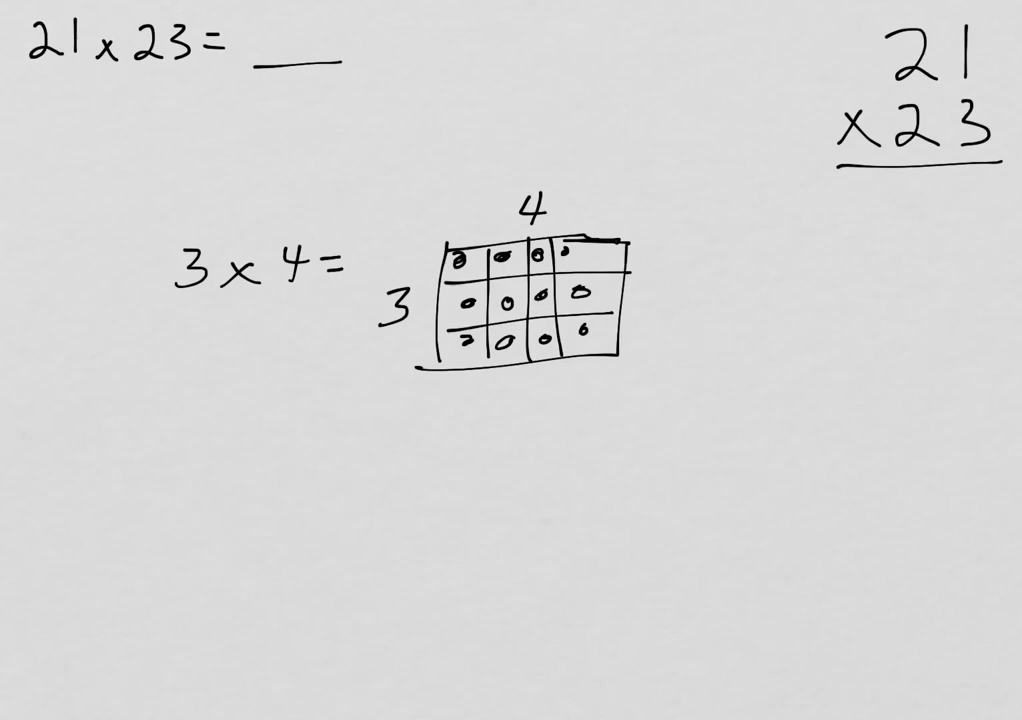 21 x 23 = ___
21
x 23
4
3 x 4 =
3